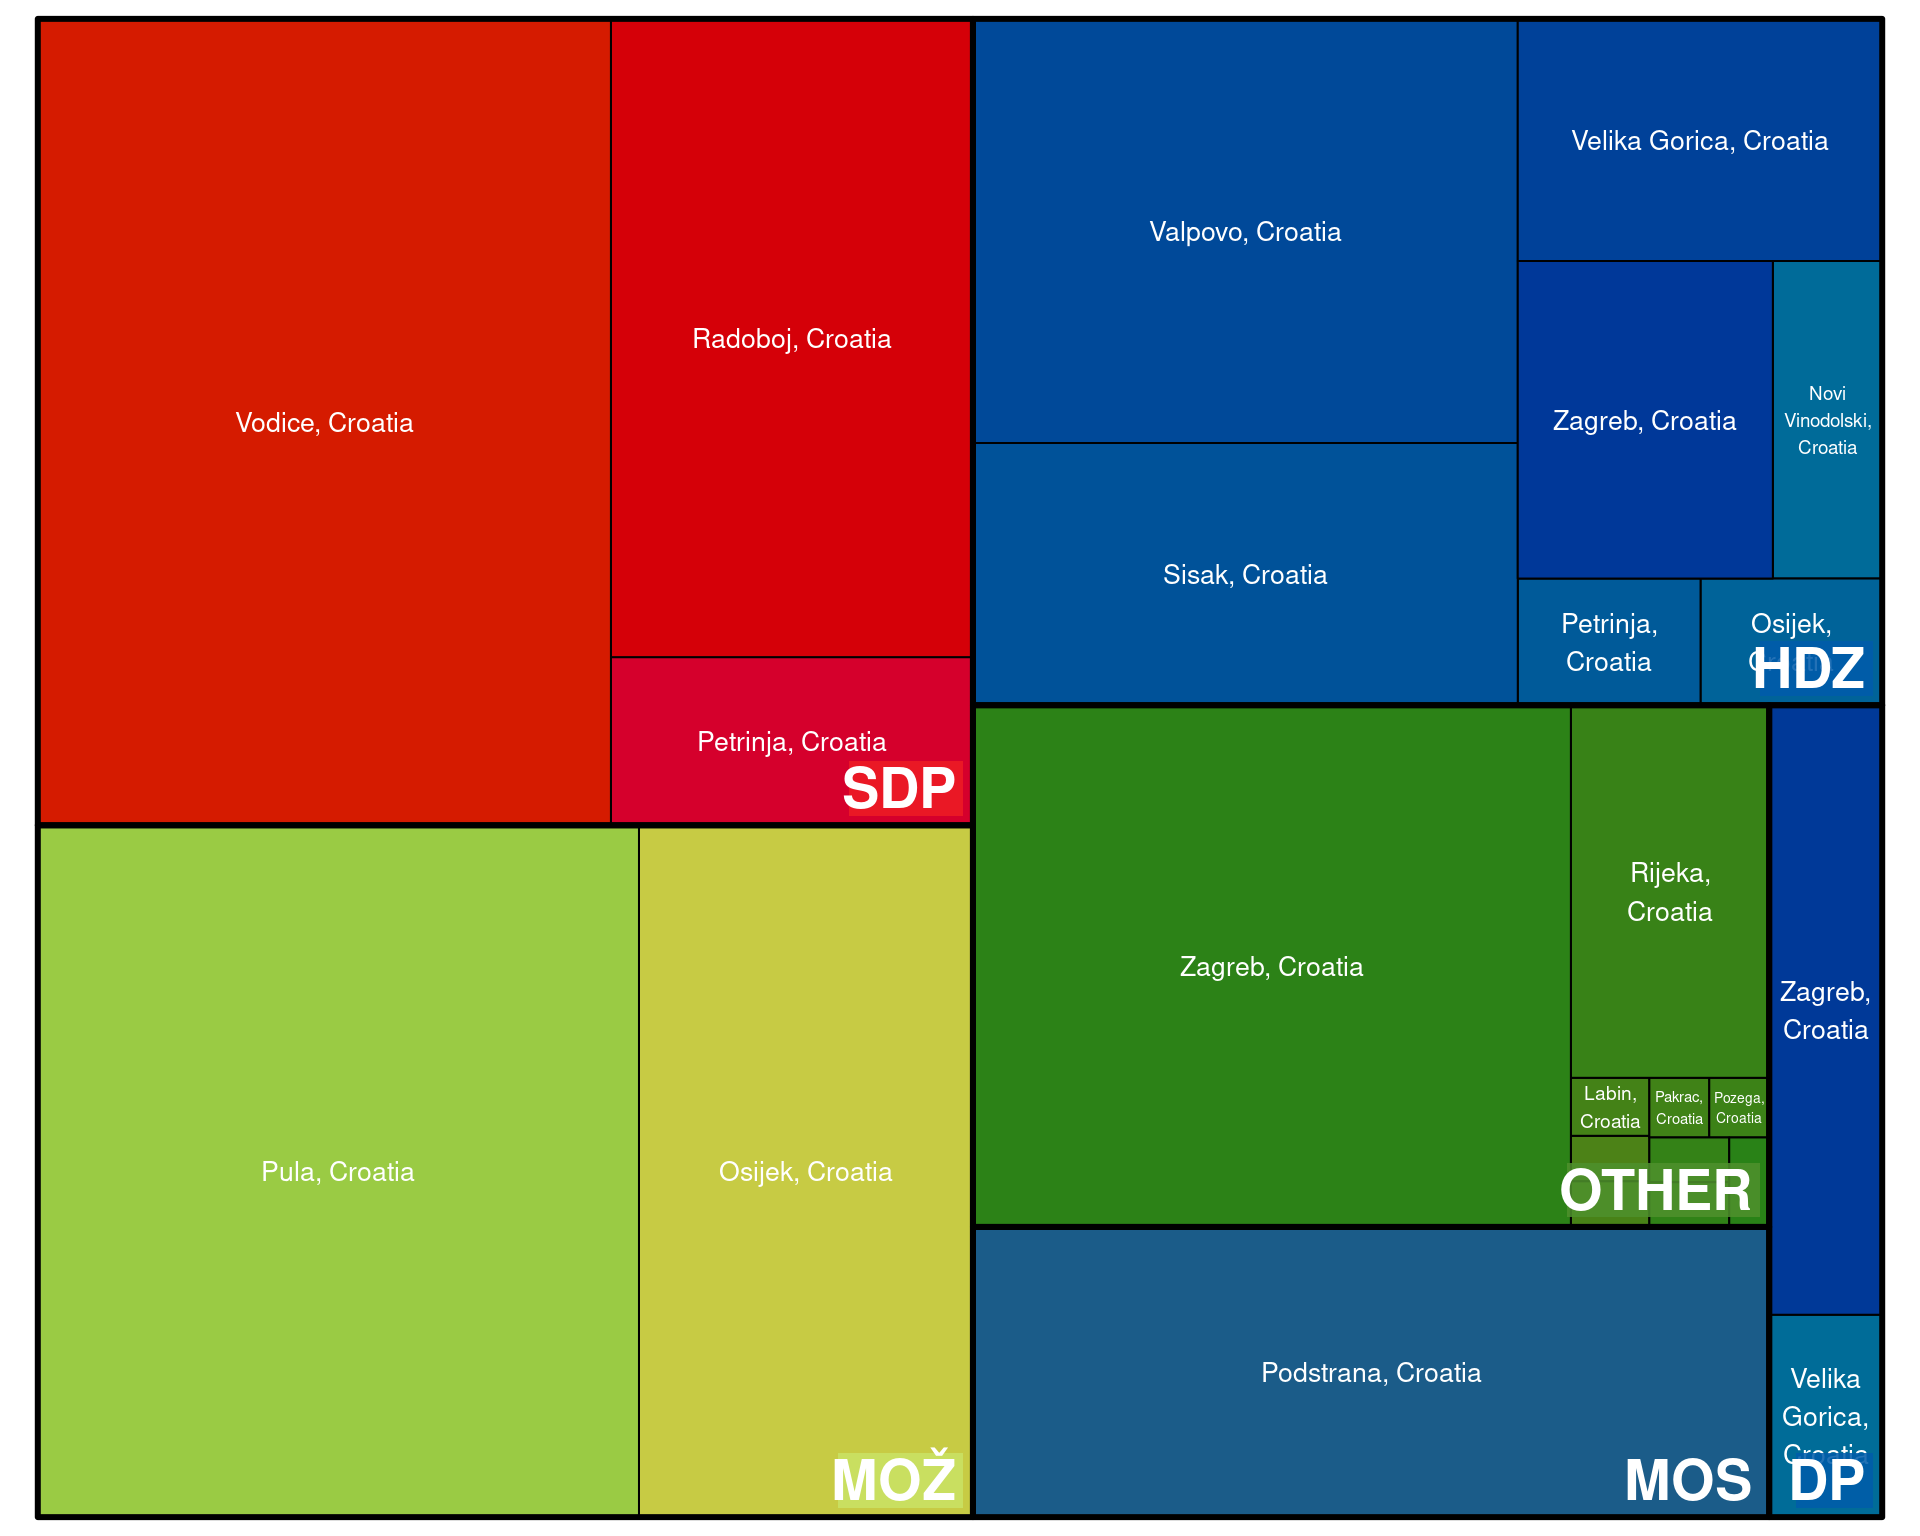 Vodice, Croatia
Radoboj, Croatia
Petrinja, Croatia
SDP
Pula, Croatia
Osijek, Croatia
MOŽ
Valpovo, Croatia
Velika Gorica, Croatia
Sisak, Croatia
Zagreb, Croatia
Novi
Vinodolski,
Croatia
Petrinja,
Croatia
Osijek,
Croatia
HDZ
Zagreb, Croatia
Rijeka,
Croatia
Labin,
Croatia
Pakrac,
Croatia
Pozega,
Croatia
OTHER
Podstrana, Croatia
MOS
Zagreb,
Croatia
Velika
Gorica,
Croatia
DP